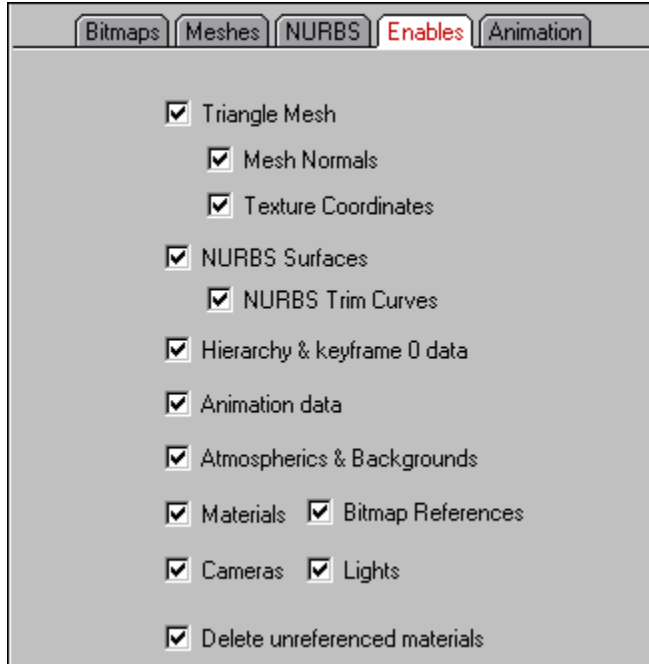 Bitmaps Meshes NURBS Enables Animation
Triangle Mesh
Mesh Normals
Texture Coordinates
NURBS Surfaces
NURBS Trim Curves
Hierarchy & keyframe 0 data
Animation data
Atmospherics & Backgrounds
Materials Bitmap References
Cameras Lights
Delete unreferenced materials